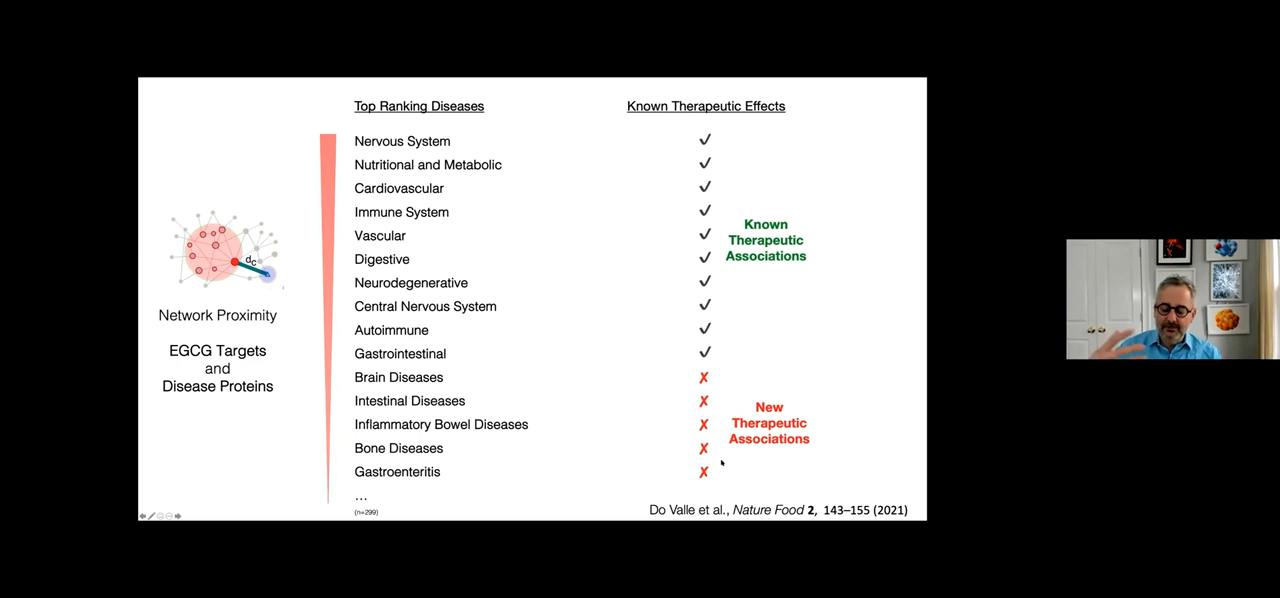 Top Ranking Diseases
Known Therapeutic Effects
Nervous System ✓
Nutritional and Metabolic ✓
Cardiovascular ✓
Immune System ✓
Vascular ✓
Digestive ✓
Neurodegenerative ✓
Central Nervous System ✓
Autoimmune ✓
Gastrointestinal ✓
Brain Diseases ✗
Intestinal Diseases ✗
Inflammatory Bowel Diseases ✗
Bone Diseases ✗
Gastroenteritis ✗
...
(n=299)
Known
Therapeutic
Associations
New
Therapeutic
Associations
dc
Network Proximity
EGCG Targets
and
Disease Proteins
Do Valle et al., Nature Food 2, 143–155 (2021)